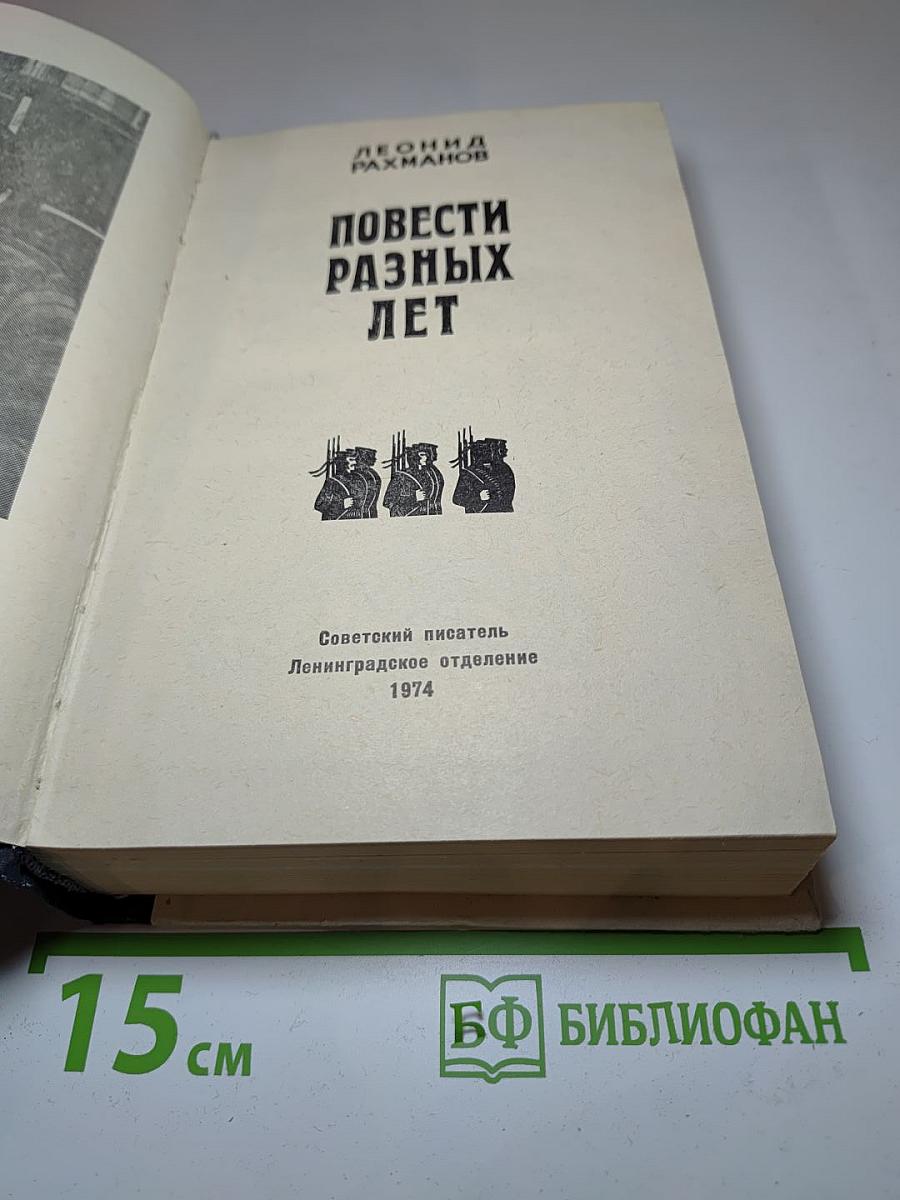 ЛЕОНИД
РАХМАНОВ
ПОВЕСТИ
РАЗНЫХ
ЛЕТ
Советский писатель
Ленинградское отделение
1974
15 см
БФ БИБЛИОФАН